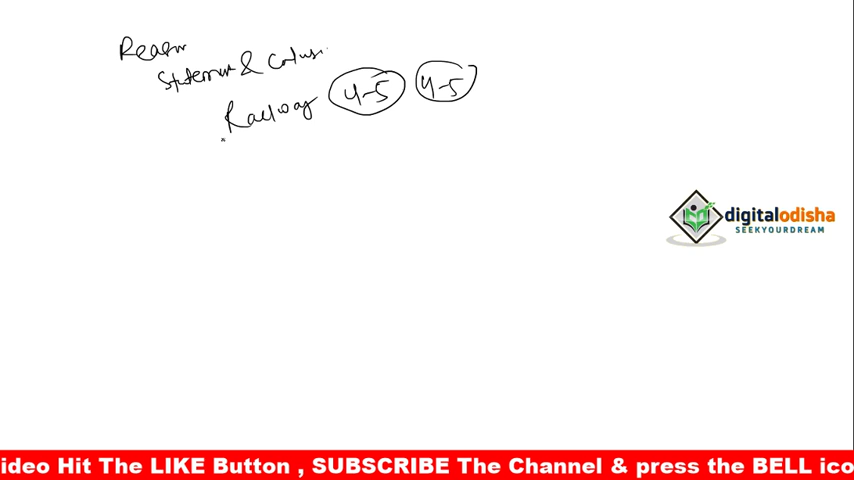 Reason
Statement & Conclusi
Railway 4-5 4-5
digitalodisha
SEEKYOURDREAM
ideo Hit The LIKE Button , SUBSCRIBE The Channel & press the BELL ico